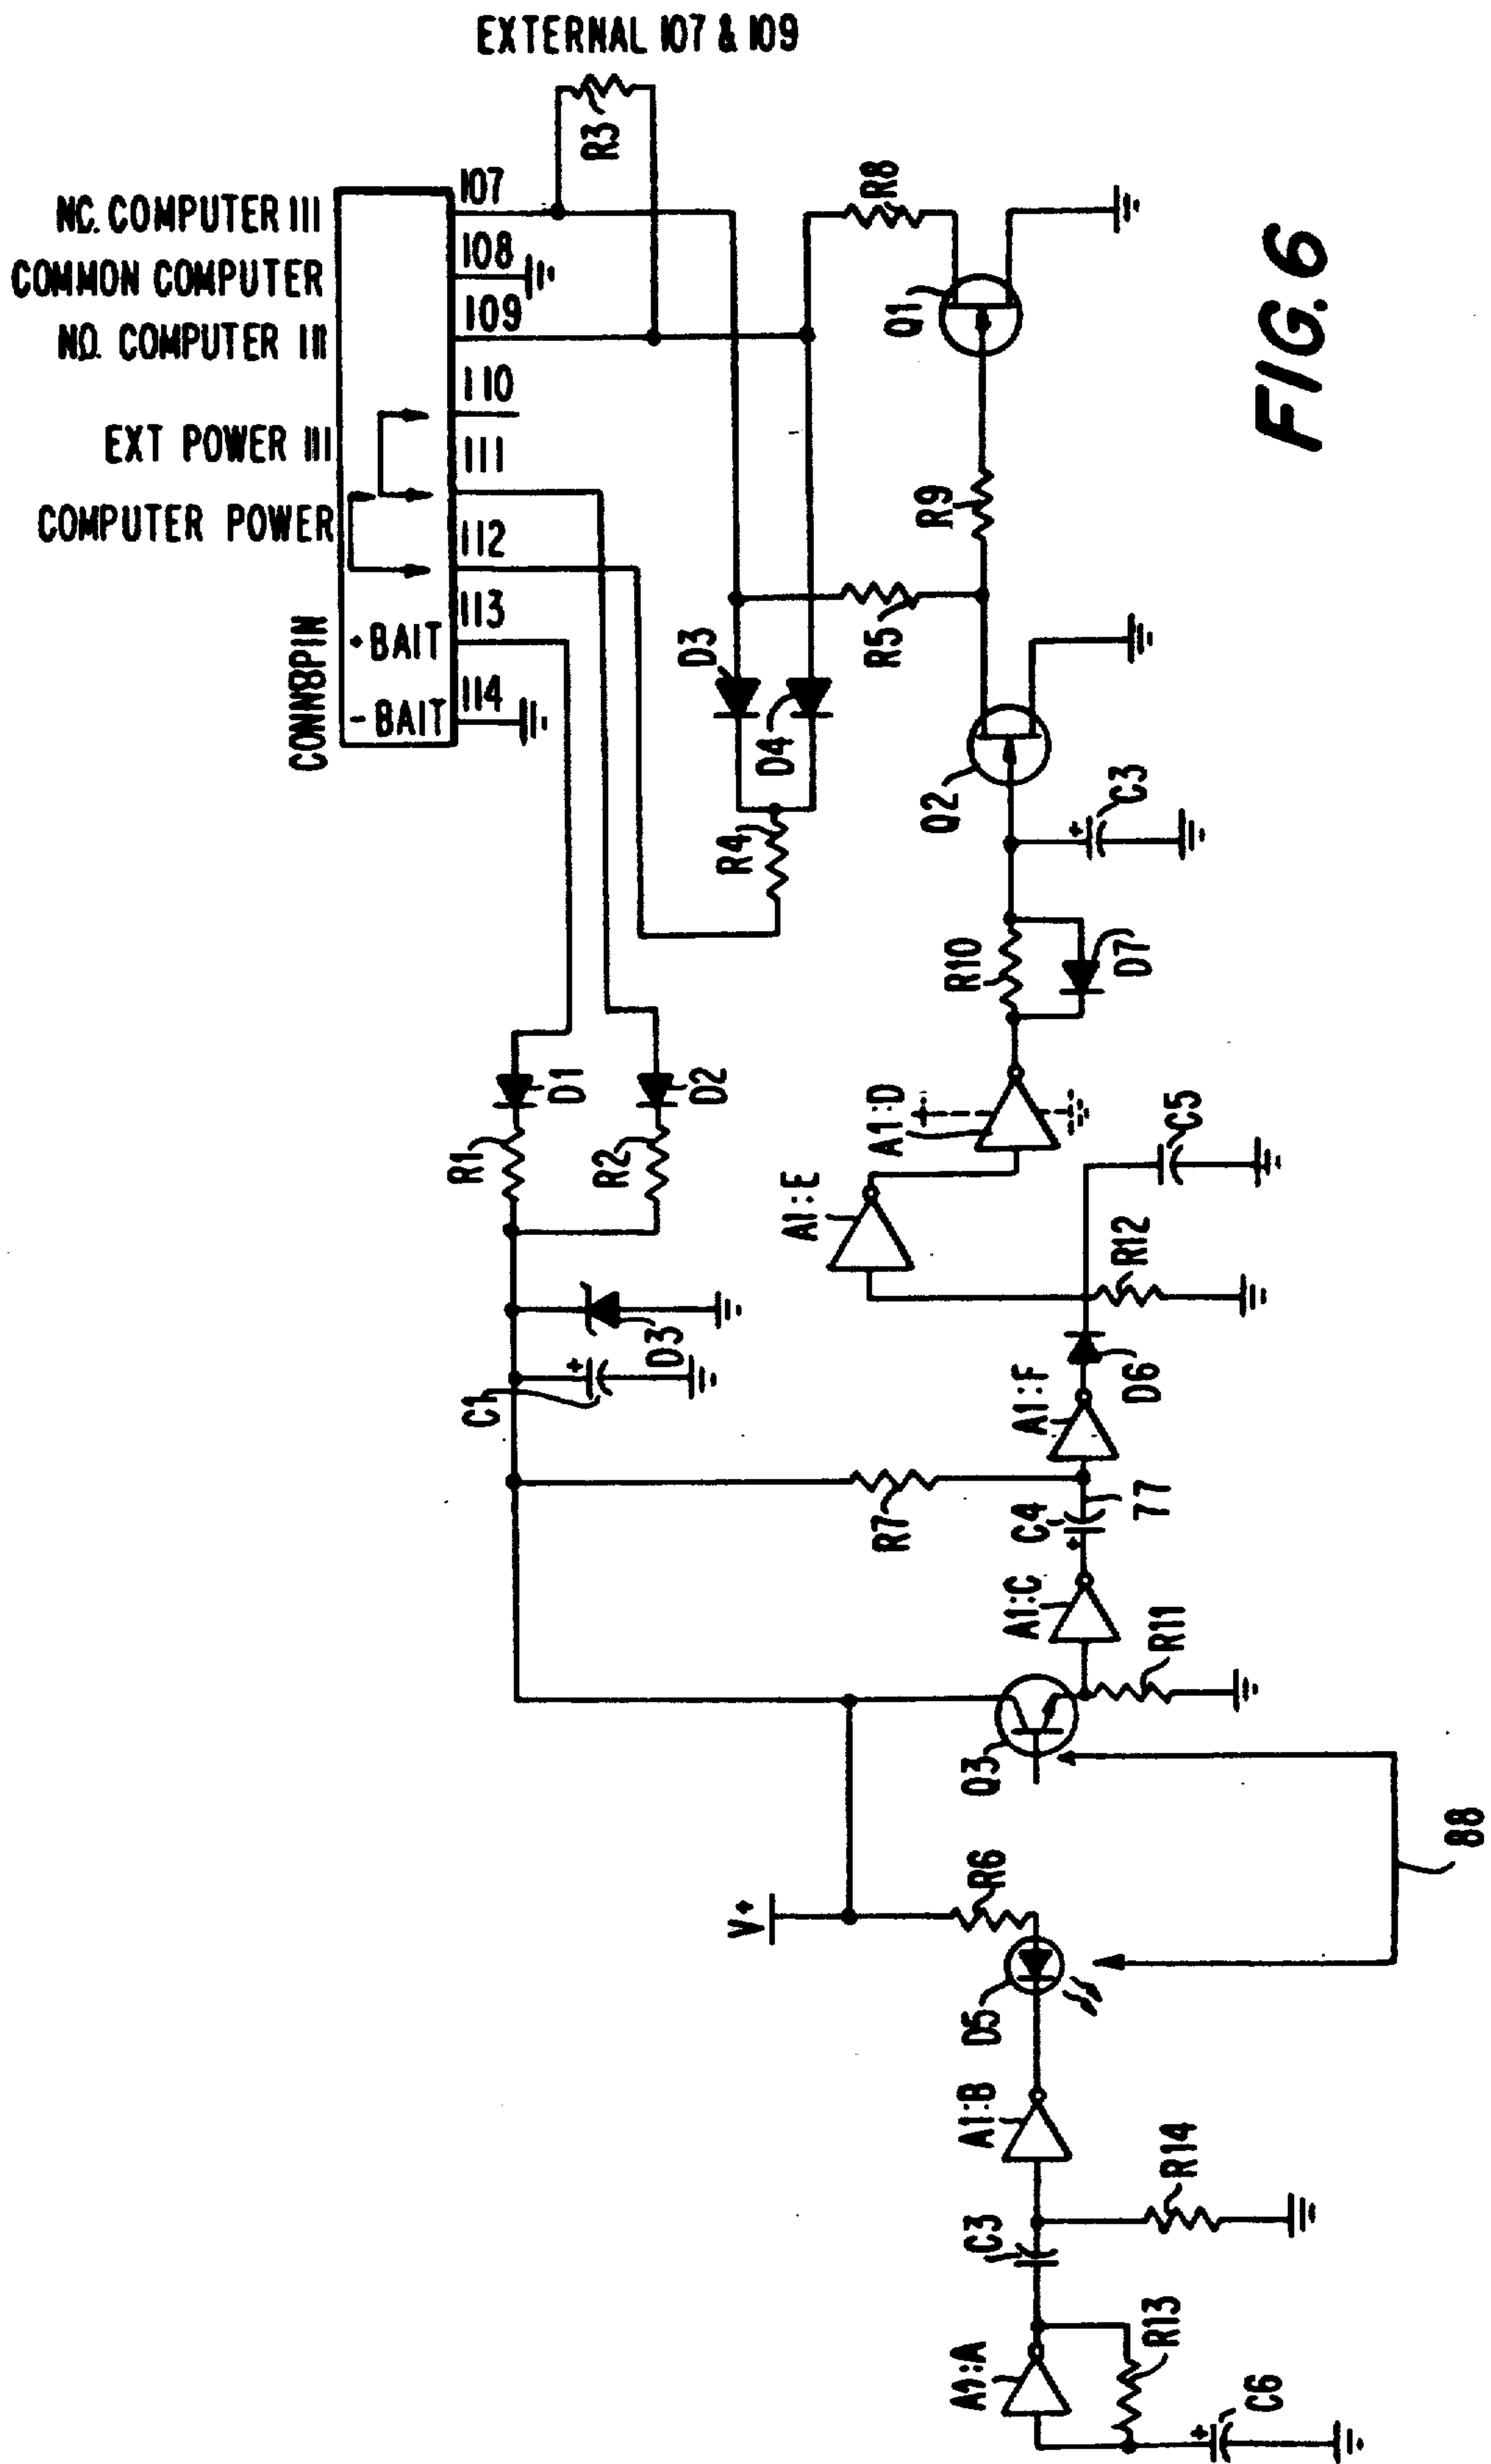 EXTERNAL 107 & 109
NC. COMPUTER 111
COMMON COMPUTER
NO. COMPUTER 111
EXT POWER 111
COMPUTER POWER
CONN8PIN
+ BAIT
- BAIT
107
108
109
110
111
112
113
114
R3
D3
D4
R4
R5
R8
Q1
R9
Q2
C3
R10
D7
D1
R1
D2
R2
D3
C1
A1:D
A1:E
C5
R12
A1:F
D6
R7
C4
77
A1:C
R11
Q3
V+
R6
D5
88
A1:B
R14
C3
A1:A
R13
C6
FIG. 6